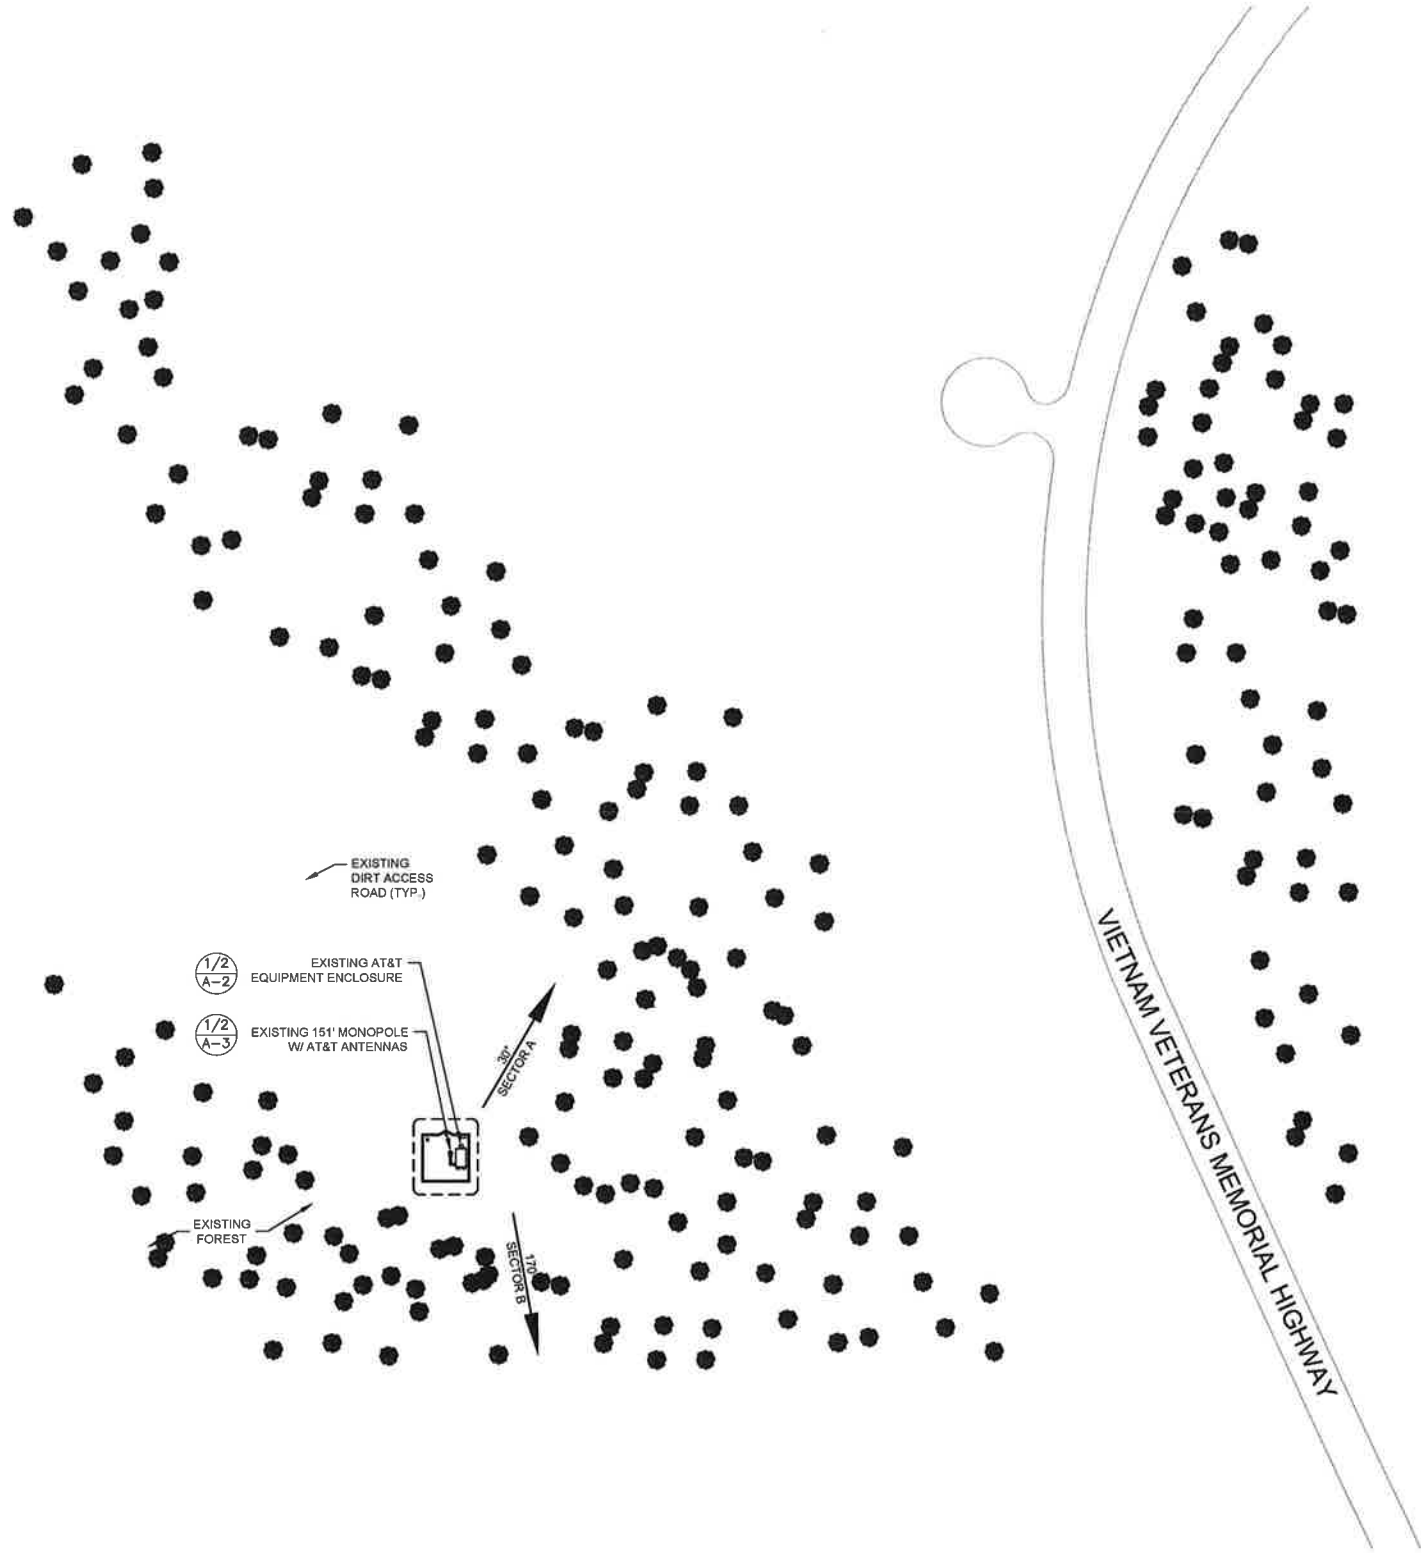 EXISTING
DIRT ACCESS
ROAD (TYP.)
1/2
A-2
EXISTING AT&T
EQUIPMENT ENCLOSURE
1/2
A-3
EXISTING 151' MONOPOLE
W/ AT&T ANTENNAS
30°
SECTOR A
EXISTING
FOREST
170°
SECTOR B
VIETNAM VETERANS MEMORIAL HIGHWAY